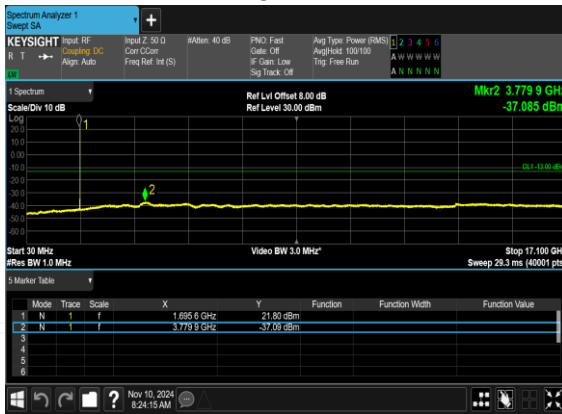 Spectrum Analyzer 1
Swept SA
+
KEYSIGHT Input: RF Input Z: 50 Ω #Atten: 40 dB PNO: Fast Avg Type: Power (RMS) 1 2 3 4 5 6
R T Coupling: DC Corr CCorr Gate: Off Avg|Hold: 100/100 A W W W W W
Align: Auto Freq Ref: Int (S) IF Gain: Low Trig: Free Run
Sig Track: Off A N N N N N
1 Spectrum Ref Lvl Offset 8.00 dB Mkr2 3.779 9 GHz
Scale/Div 10 dB Ref Level 30.00 dBm -37.085 dBm
Log
20.0
10.0
0.00
-10.0
-20.0
-30.0
-40.0
-50.0
-60.0
1
2
DL1 -13.00 dBm
Start 30 MHz Video BW 3.0 MHz* Stop 17.100 GHz
#Res BW 1.0 MHz Sweep 29.3 ms (40001 pts)
5 Marker Table
Mode Trace Scale X Y Function Function Width Function Value
1 N 1 f 1.695 6 GHz 21.80 dBm
2 N 1 f 3.779 9 GHz -37.09 dBm
3
4
5
6
? Nov 10, 2024
8:24:15 AM